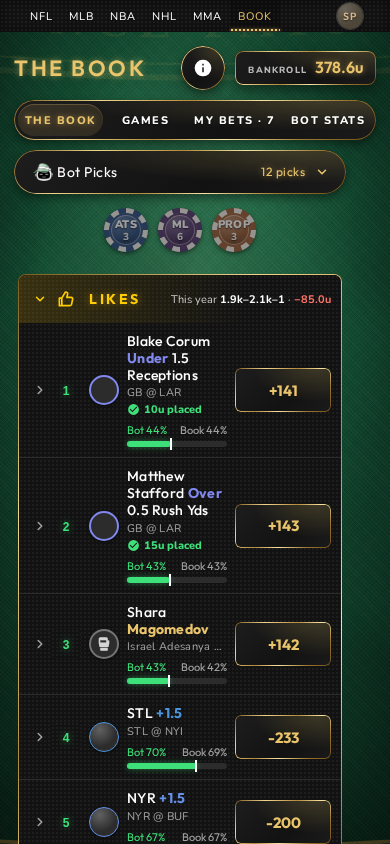 NFL MLB NBA NHL MMA BOOK SP
THE BOOK
BANKROLL 378.6u
THE BOOK GAMES MY BETS · 7 BOT STATS
Bot Picks 12 picks
ATS ML PROP
3 6 3
LIKES This year 1.9k–2.1k–1 · −85.0u
Blake Corum
Under 1.5
Receptions
1 GB @ LAR +141
10u placed
Bot 44% Book 44%
Matthew
Stafford Over
0.5 Rush Yds
2 GB @ LAR +143
15u placed
Bot 43% Book 43%
Shara
Magomedov
3 Israel Adesanya ... +142
Bot 43% Book 42%
STL +1.5
4 STL @ NYI -233
Bot 70% Book 69%
NYR +1.5
5 NYR @ BUF -200
Bot 67% Book 67%